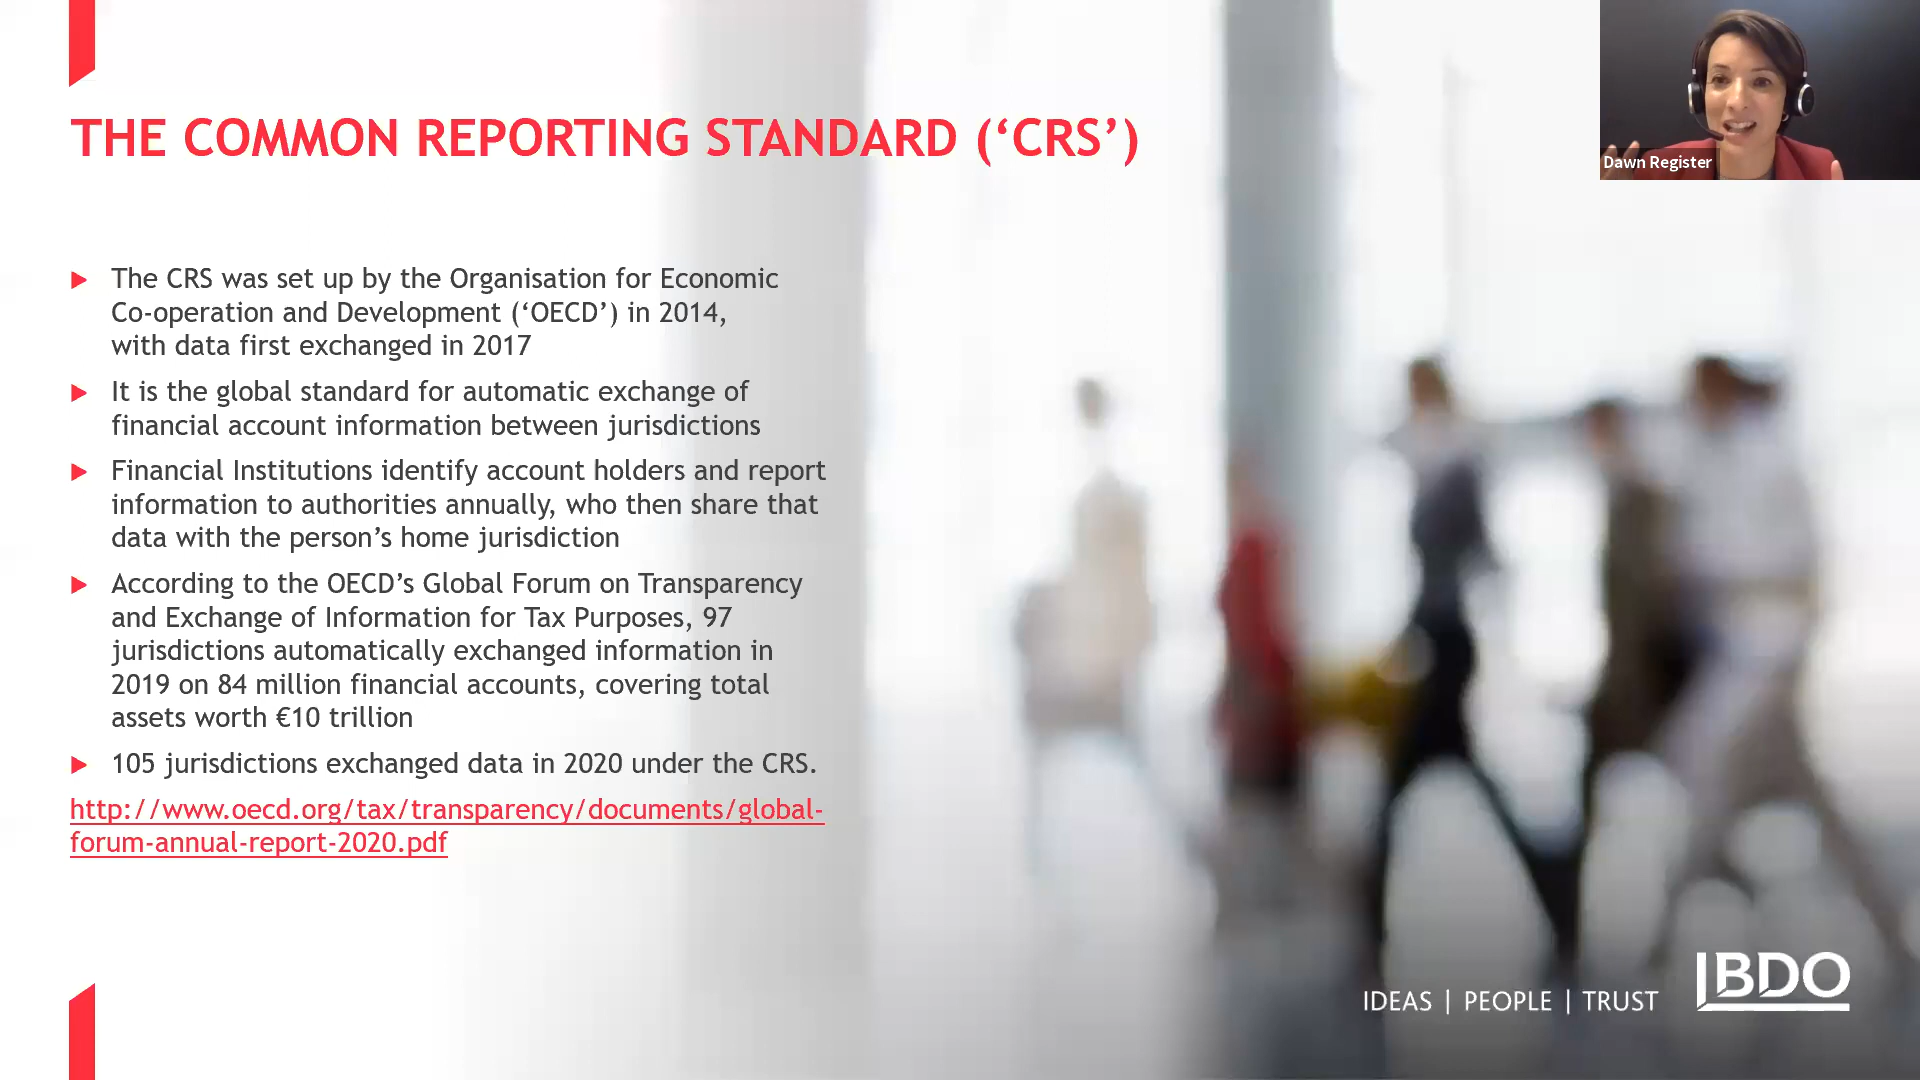 THE COMMON REPORTING STANDARD (‘CRS’)
Dawn Register
The CRS was set up by the Organisation for Economic
Co-operation and Development (‘OECD’) in 2014,
with data first exchanged in 2017
It is the global standard for automatic exchange of
financial account information between jurisdictions
Financial Institutions identify account holders and report
information to authorities annually, who then share that
data with the person’s home jurisdiction
According to the OECD’s Global Forum on Transparency
and Exchange of Information for Tax Purposes, 97
jurisdictions automatically exchanged information in
2019 on 84 million financial accounts, covering total
assets worth €10 trillion
105 jurisdictions exchanged data in 2020 under the CRS.
http://www.oecd.org/tax/transparency/documents/global-
forum-annual-report-2020.pdf
IDEAS | PEOPLE | TRUST
BDO